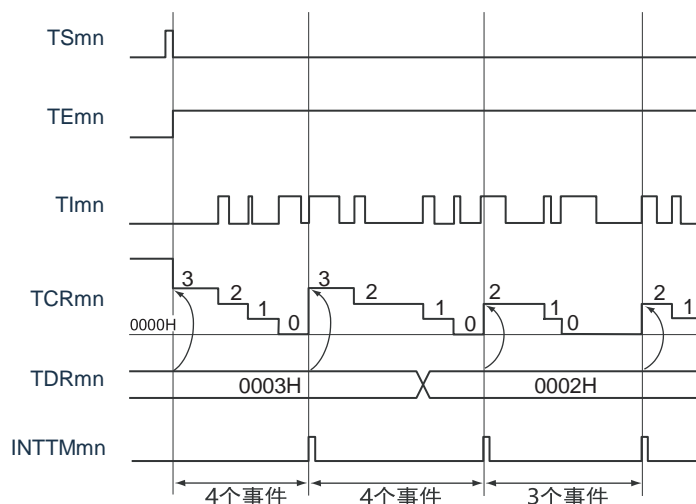 TSmn
TEmn
TImn
TCRmn
3 2 1 0 3 2 1 0 2 1 0 2 1
0000H
TDRmn
0003H 0002H
INTTMmn
4个事件 4个事件 3个事件